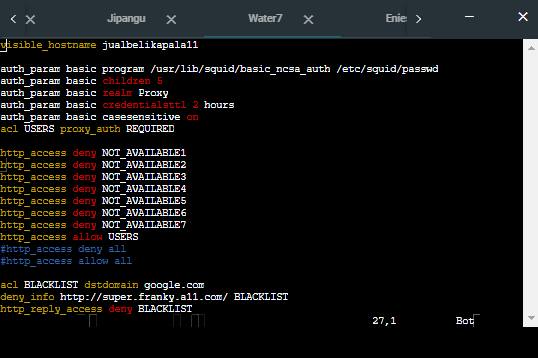 Jipangu
Water7
Enie
visible_hostname jualbelikapala11
auth_param basic program /usr/lib/squid/basic_ncsa_auth /etc/squid/passwd
auth_param basic children 5
auth_param basic realm Proxy
auth_param basic credentialsttl 2 hours
auth_param basic casesensitive on
acl USERS proxy_auth REQUIRED
http_access deny NOT_AVAILABLE1
http_access deny NOT_AVAILABLE2
http_access deny NOT_AVAILABLE3
http_access deny NOT_AVAILABLE4
http_access deny NOT_AVAILABLE5
http_access deny NOT_AVAILABLE6
http_access deny NOT_AVAILABLE7
http_access allow USERS
#http_access deny all
#http_access allow all
acl BLACKLIST dstdomain google.com
deny_info http://super.franky.a11.com/ BLACKLIST
http_reply_access deny BLACKLIST
27,1 Bot